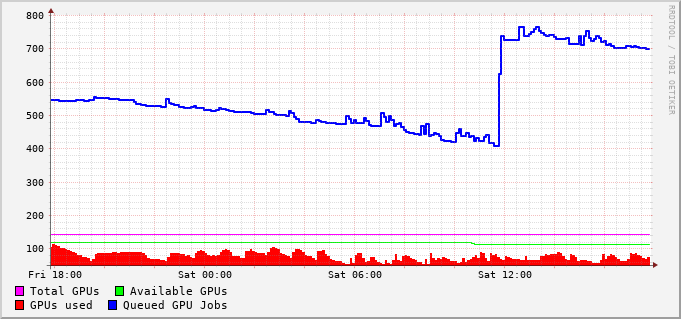 800
700
600
500
400
300
200
100
Fri 18:00 Sat 00:00 Sat 06:00 Sat 12:00
Total GPUs Available GPUs
GPUs used Queued GPU Jobs
RRDTOOL / TOBI OETIKER